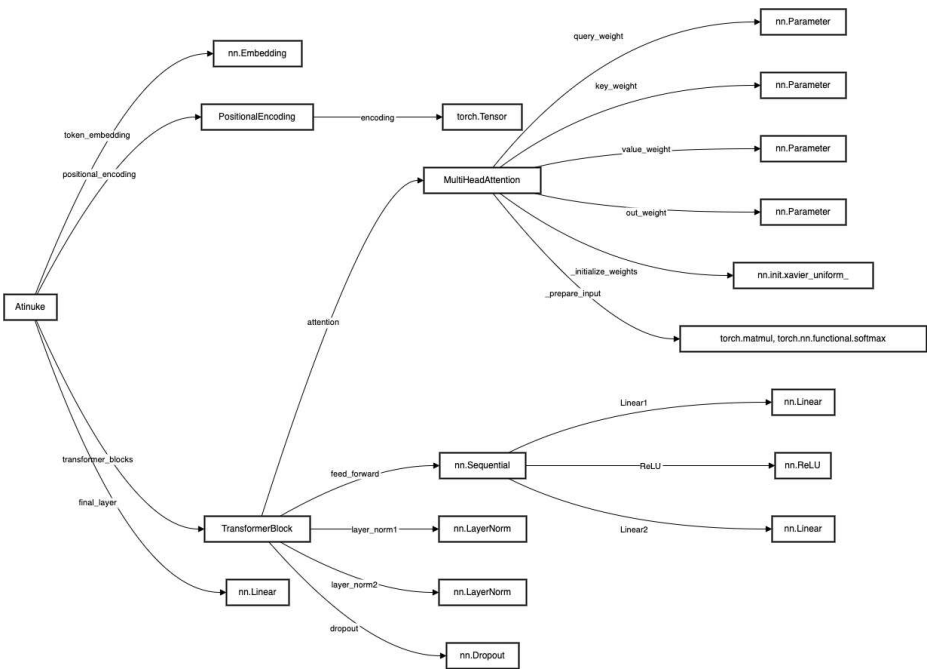 query_weight
nn.Parameter
nn.Embedding
key_weight
nn.Parameter
PositionalEncoding
encoding
torch.Tensor
token_embedding
value_weight
nn.Parameter
positional_encoding
MultiHeadAttention
out_weight
nn.Parameter
_initialize_weights
nn.init.xavier_uniform_
_prepare_input
Atinuke
attention
torch.matmul, torch.nn.functional.softmax
Linear1
nn.Linear
transformer_blocks
feed_forward
nn.Sequential
ReLU
nn.ReLU
final_layer
TransformerBlock
layer_norm1
nn.LayerNorm
Linear2
nn.Linear
nn.Linear
layer_norm2
nn.LayerNorm
dropout
nn.Dropout